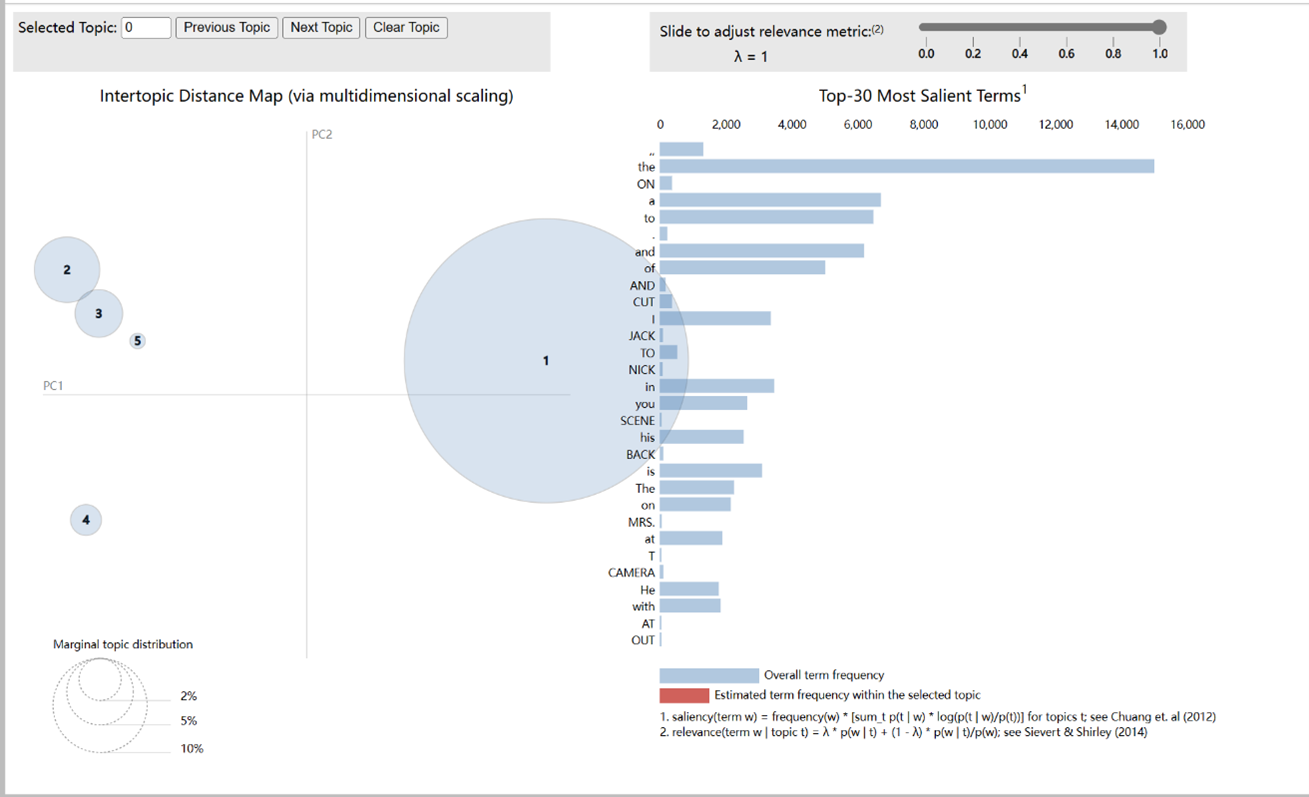 Selected Topic: 0 Previous Topic Next Topic Clear Topic
Slide to adjust relevance metric:(2)
λ = 1
0.0 0.2 0.4 0.6 0.8 1.0
Intertopic Distance Map (via multidimensional scaling)
PC2
PC1
1
2
3
5
4
Marginal topic distribution
2%
5%
10%
Top-30 Most Salient Terms1
0 2,000 4,000 6,000 8,000 10,000 12,000 14,000 16,000
the
ON
a
to
.
and
of
AND
CUT
I
JACK
TO
NICK
in
you
SCENE
his
BACK
is
The
on
MRS.
at
T
CAMERA
He
with
AT
OUT
Overall term frequency
Estimated term frequency within the selected topic
1. saliency(term w) = frequency(w) * [sum_t p(t | w) * log(p(t | w)/p(t))] for topics t; see Chuang et. al (2012)
2. relevance(term w | topic t) = λ * p(w | t) + (1 - λ) * p(w | t)/p(w); see Sievert & Shirley (2014)